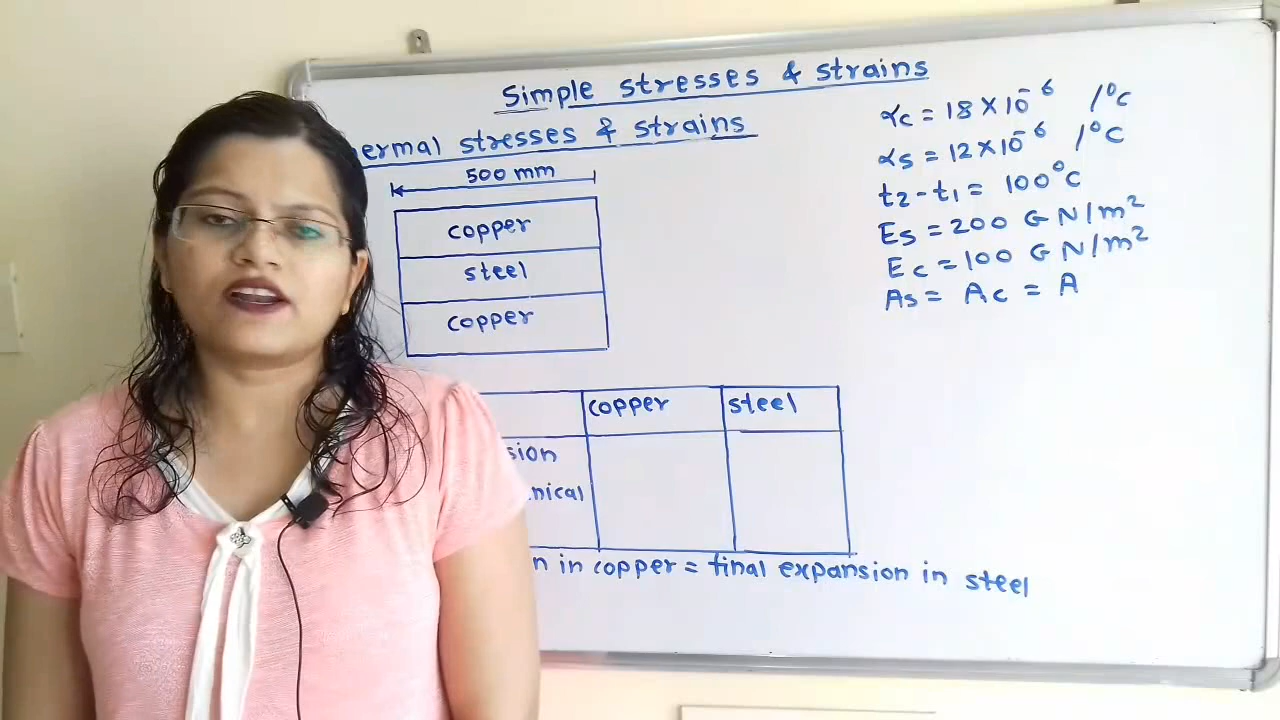 Simple stresses & strains
ermal stresses & strains
500 mm
copper
steel
copper
αc = 18 × 10⁻⁶ /°c
αs = 12 × 10⁻⁶ /°C
t2 - t1 = 100°C
Es = 200 GN/m²
Ec = 100 GN/m²
As = Ac = A
copper steel
sion
nical
n in copper = final expansion in steel